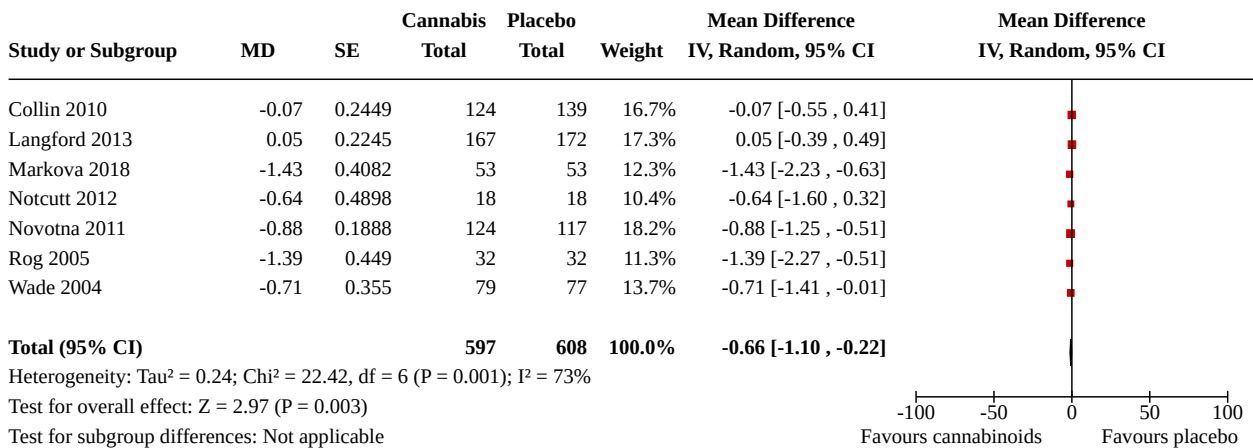 Cannabis Placebo Mean Difference Mean Difference
Study or Subgroup MD SE Total Total Weight IV, Random, 95% CI IV, Random, 95% CI
Collin 2010 -0.07 0.2449 124 139 16.7% -0.07 [-0.55 , 0.41]
Langford 2013 0.05 0.2245 167 172 17.3% 0.05 [-0.39 , 0.49]
Markova 2018 -1.43 0.4082 53 53 12.3% -1.43 [-2.23 , -0.63]
Notcutt 2012 -0.64 0.4898 18 18 10.4% -0.64 [-1.60 , 0.32]
Novotna 2011 -0.88 0.1888 124 117 18.2% -0.88 [-1.25 , -0.51]
Rog 2005 -1.39 0.449 32 32 11.3% -1.39 [-2.27 , -0.51]
Wade 2004 -0.71 0.355 79 77 13.7% -0.71 [-1.41 , -0.01]
Total (95% CI) 597 608 100.0% -0.66 [-1.10 , -0.22]
Heterogeneity: Tau² = 0.24; Chi² = 22.42, df = 6 (P = 0.001); I² = 73%
Test for overall effect: Z = 2.97 (P = 0.003)
-100 -50 0 50 100
Test for subgroup differences: Not applicable Favours cannabinoids Favours placebo